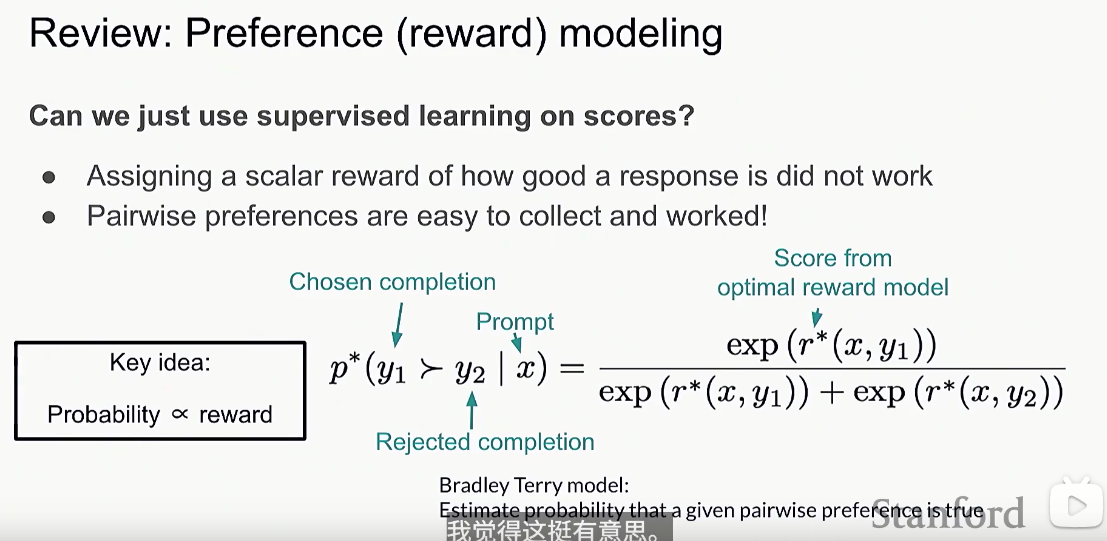 Review: Preference (reward) modeling
Can we just use supervised learning on scores?
● Assigning a scalar reward of how good a response is did not work
● Pairwise preferences are easy to collect and worked!
Score from
optimal reward model
Chosen completion
Prompt
Key idea:
Probability ∝ reward
p*(y₁ ≻ y₂ | x) = exp (r*(x, y₁)) / exp (r*(x, y₁)) + exp (r*(x, y₂))
Rejected completion
Bradley Terry model:
Estimate probability that a given pairwise preference is true
Stanford
我觉得这挺有意思。